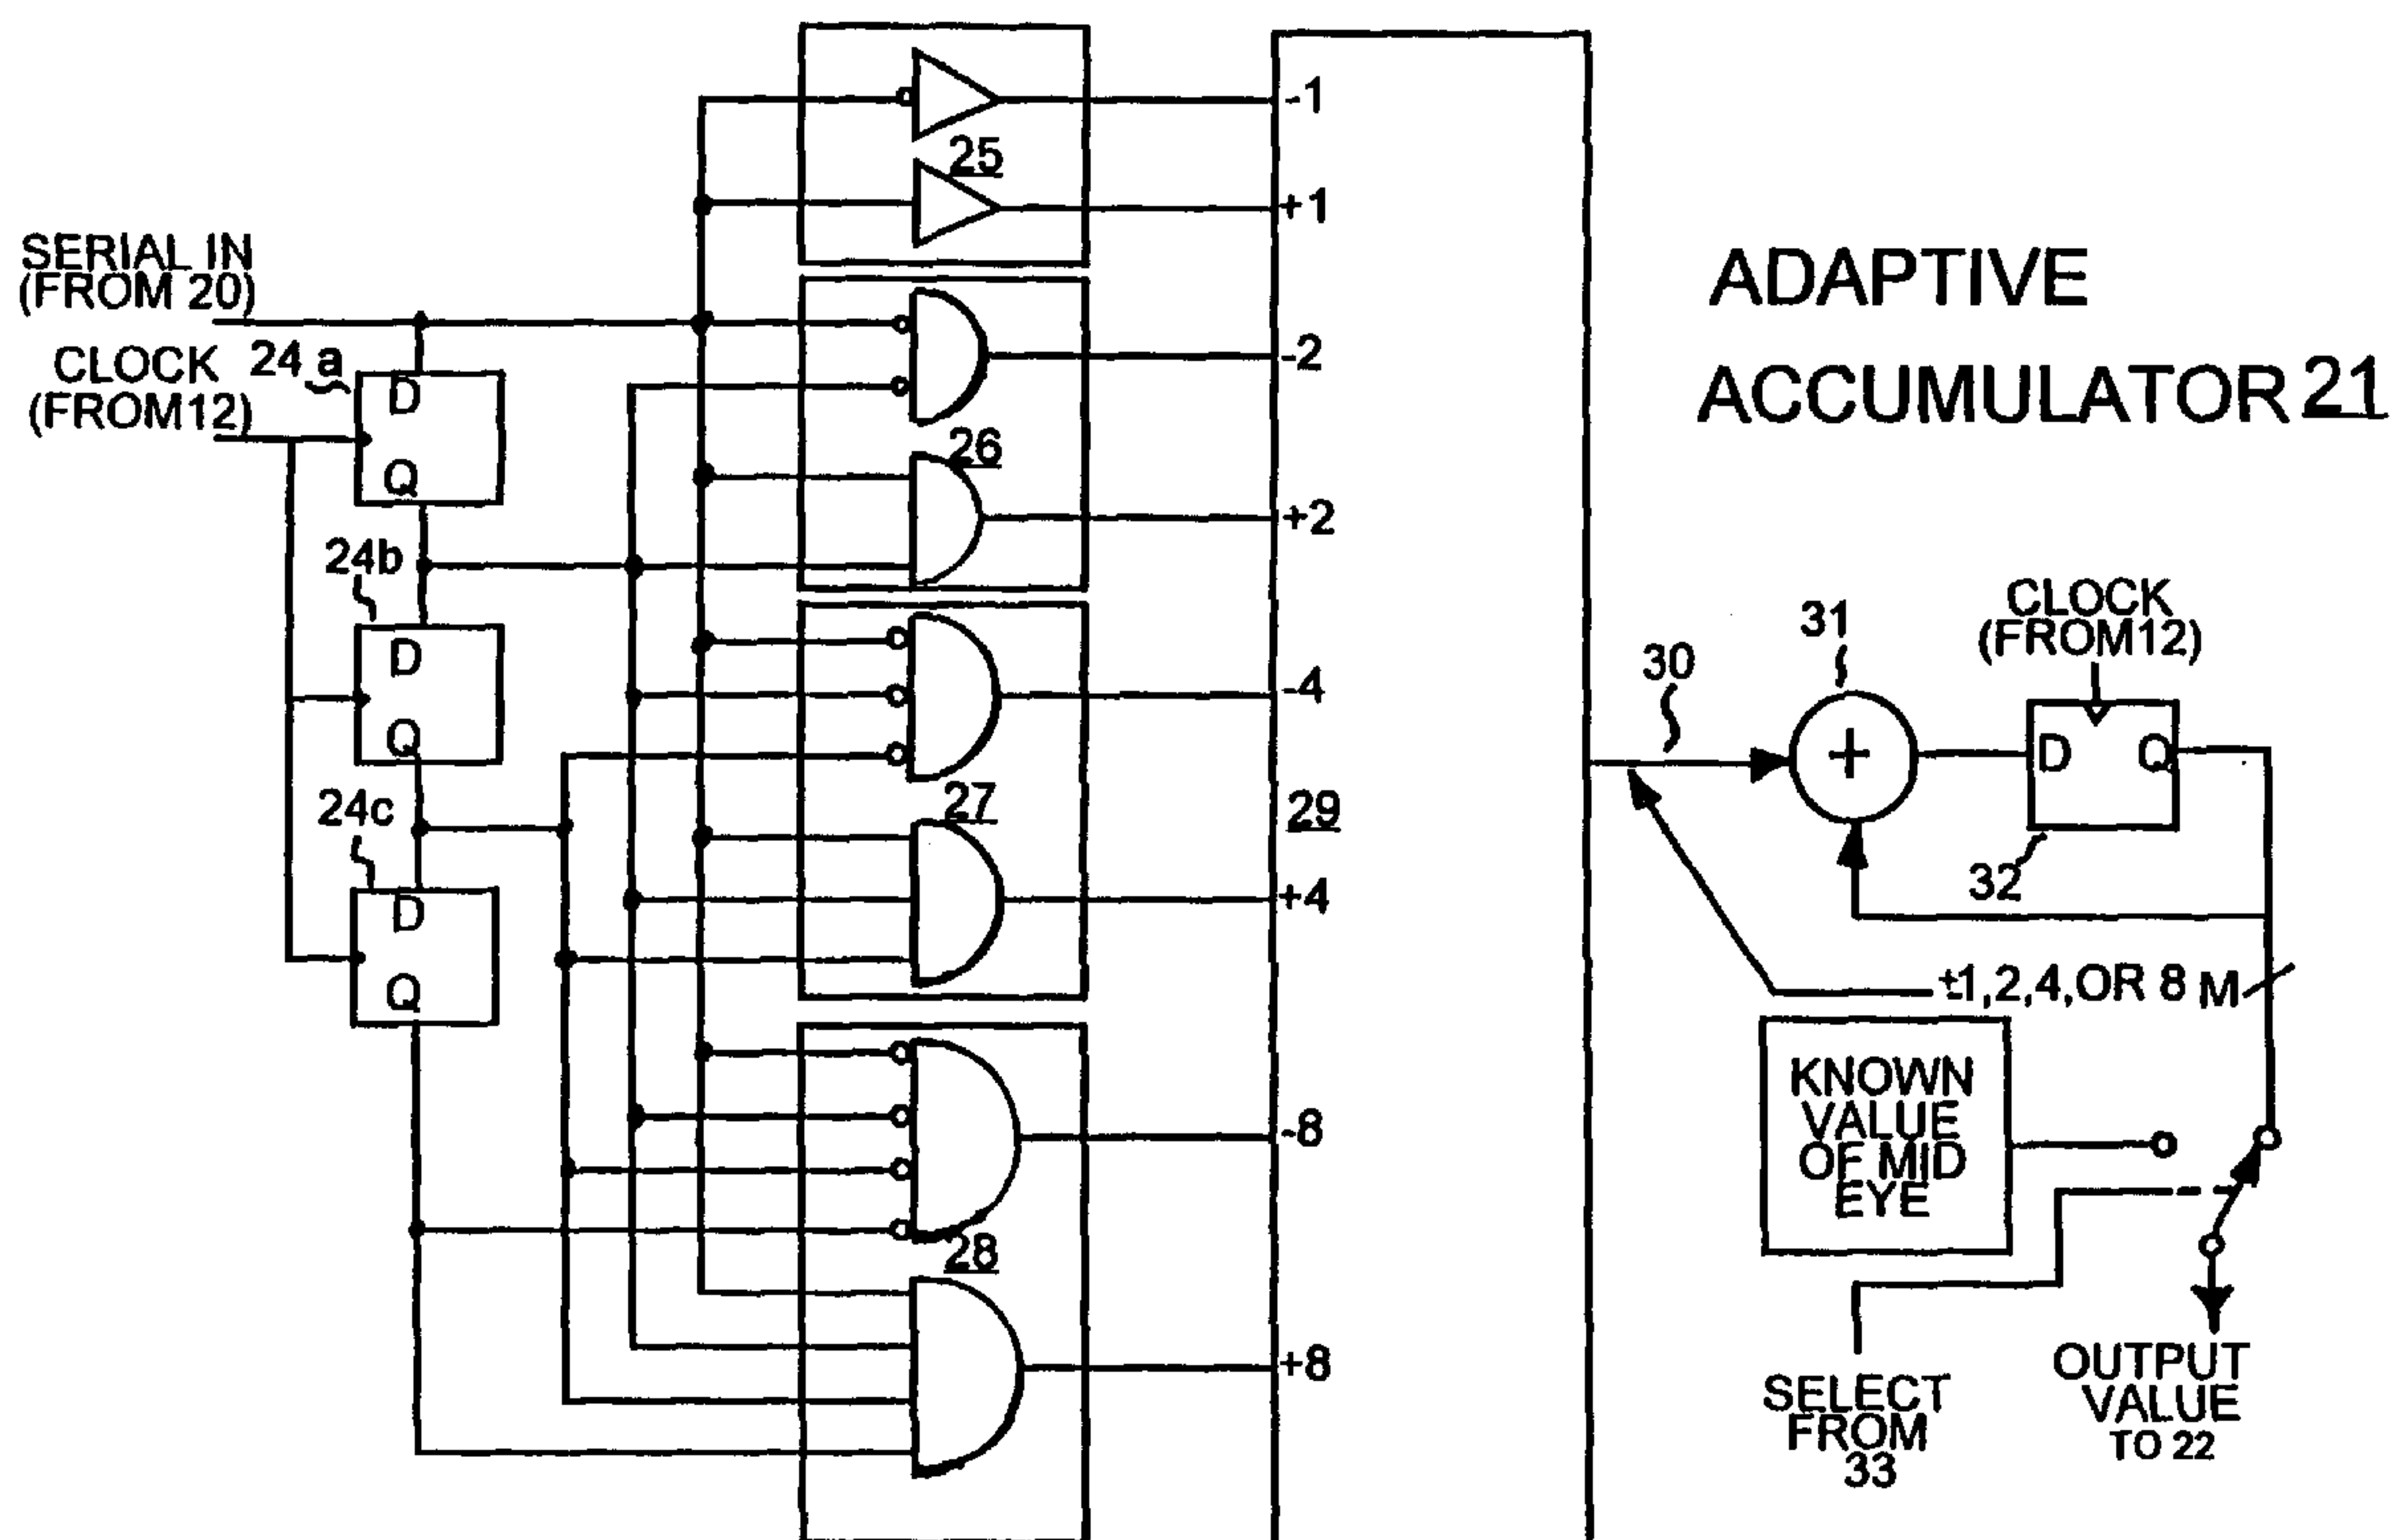 SERIAL IN
(FROM 20)
CLOCK
(FROM12)
24 a
D
Q
24b
D
Q
24c
D
Q
25
26
27
28
-1
+1
-2
+2
-4
+4
-8
+8
29
ADAPTIVE
ACCUMULATOR 21
30
31
+
CLOCK
(FROM12)
D
Q
32
±1,2,4,OR 8
M
KNOWN
VALUE
OF MID
EYE
SELECT
FROM
33
OUTPUT
VALUE
TO 22